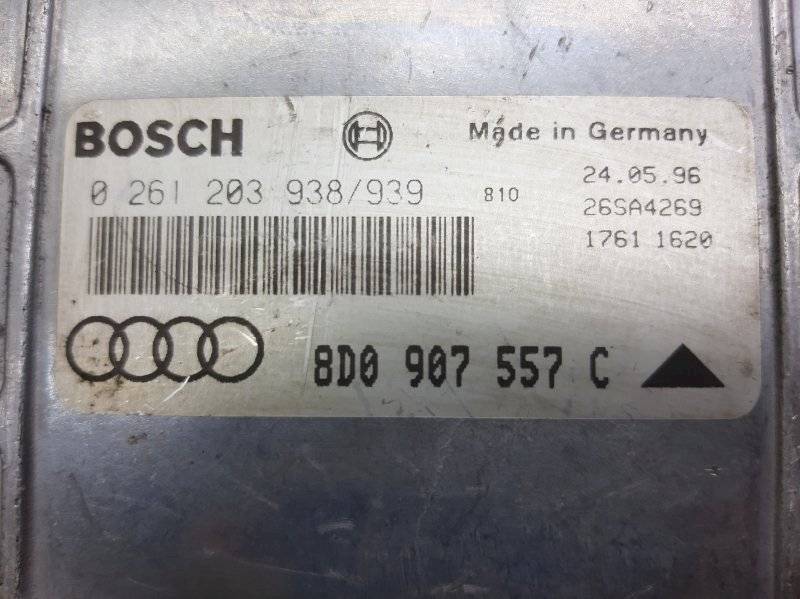 BOSCH
Made in Germany
0 261 203 938/939
810
24.05.96
26SA4269
1761 1620
8D0 907 557 C